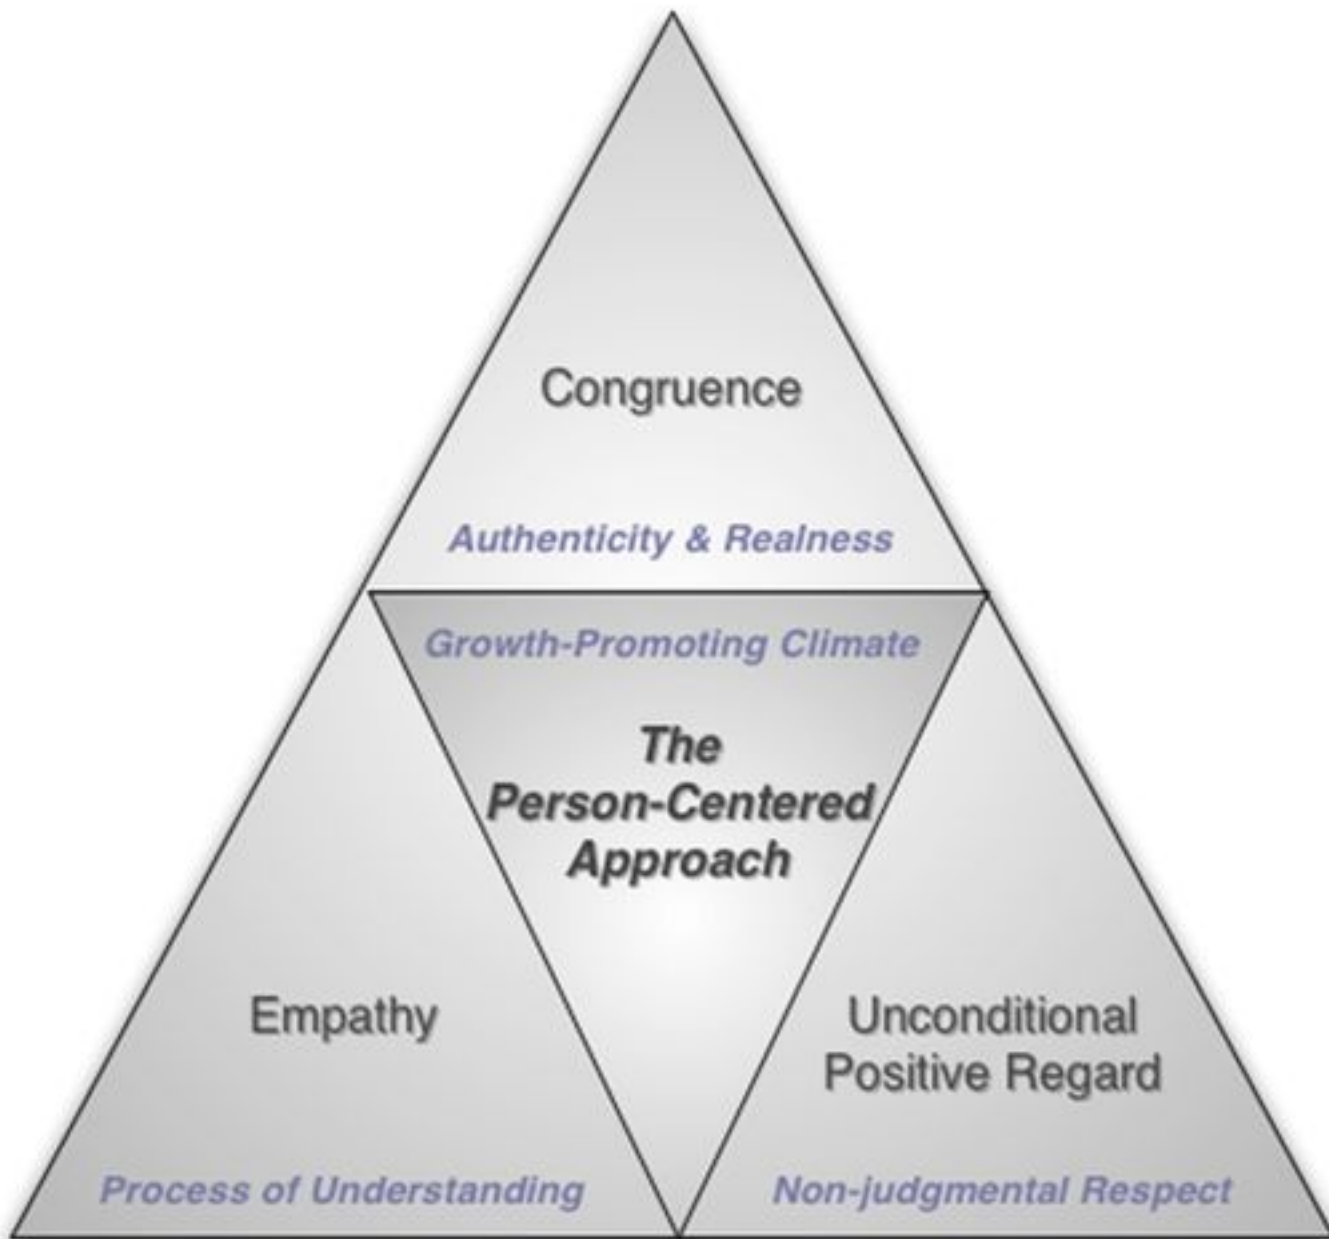 Congruence
Authenticity & Realness
Growth-Promoting Climate
The
Person-Centered
Approach
Empathy
Unconditional
Positive Regard
Process of Understanding
Non-judgmental Respect